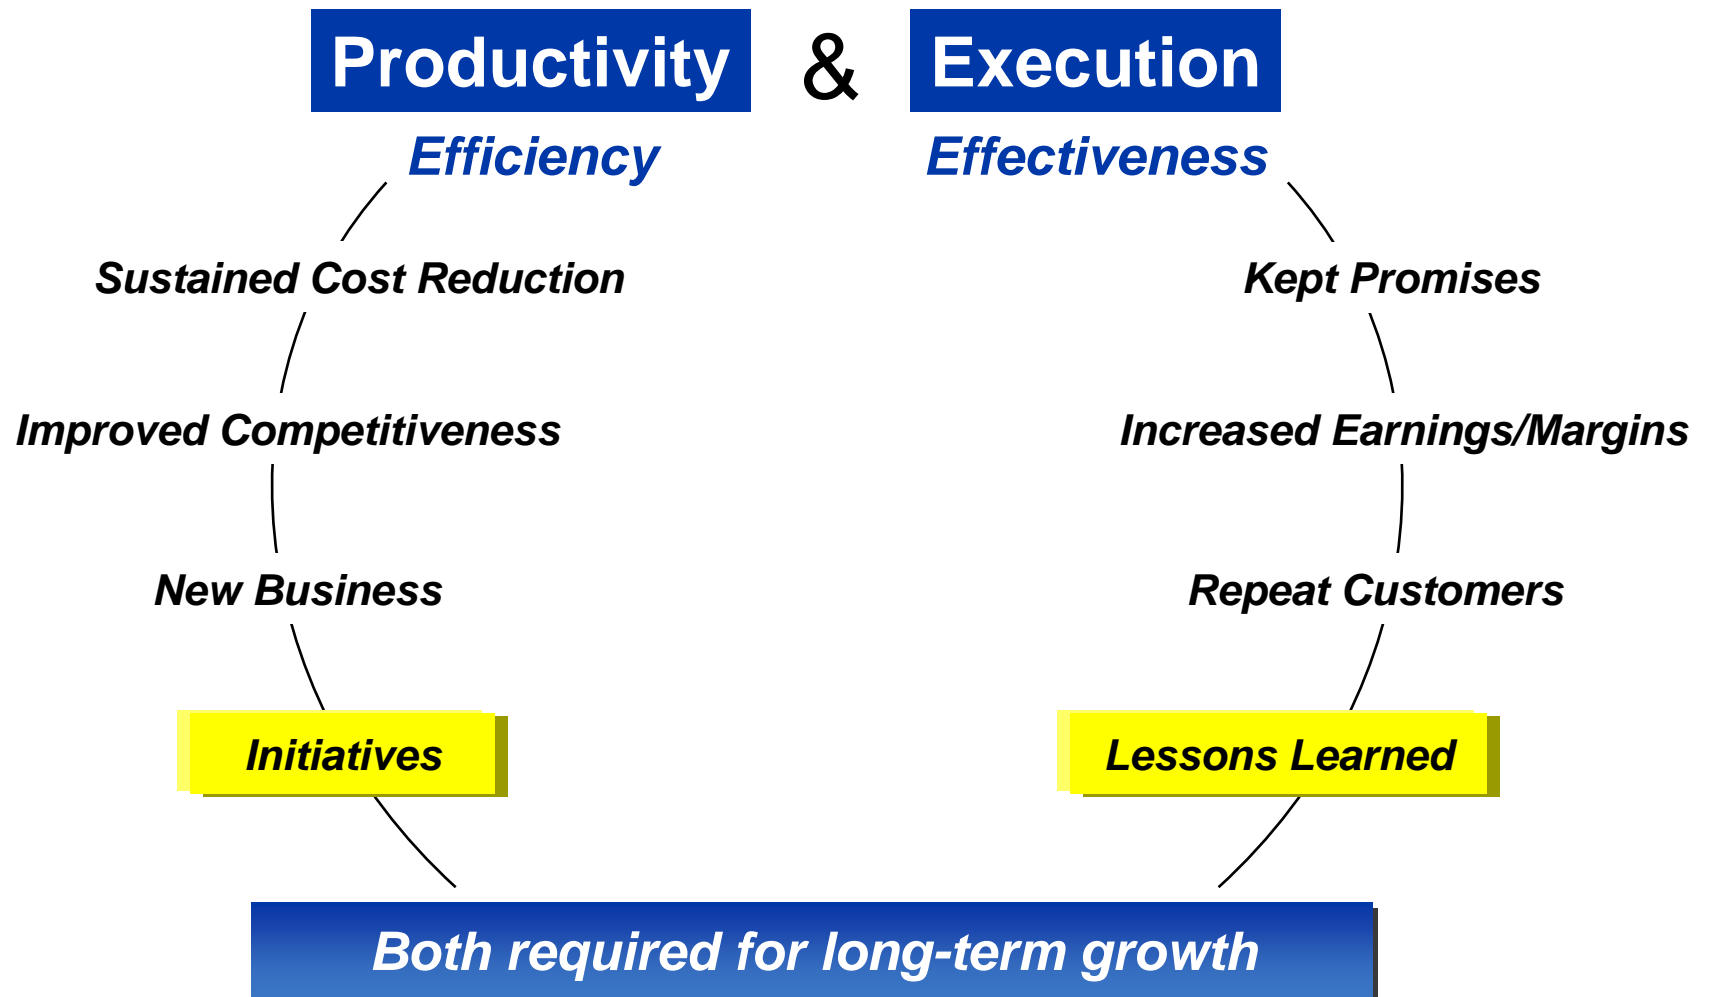 Productivity & Execution
Efficiency
Effectiveness
Sustained Cost Reduction
Kept Promises
Improved Competitiveness
Increased Earnings/Margins
New Business
Repeat Customers
Initiatives
Lessons Learned
Both required for long-term growth